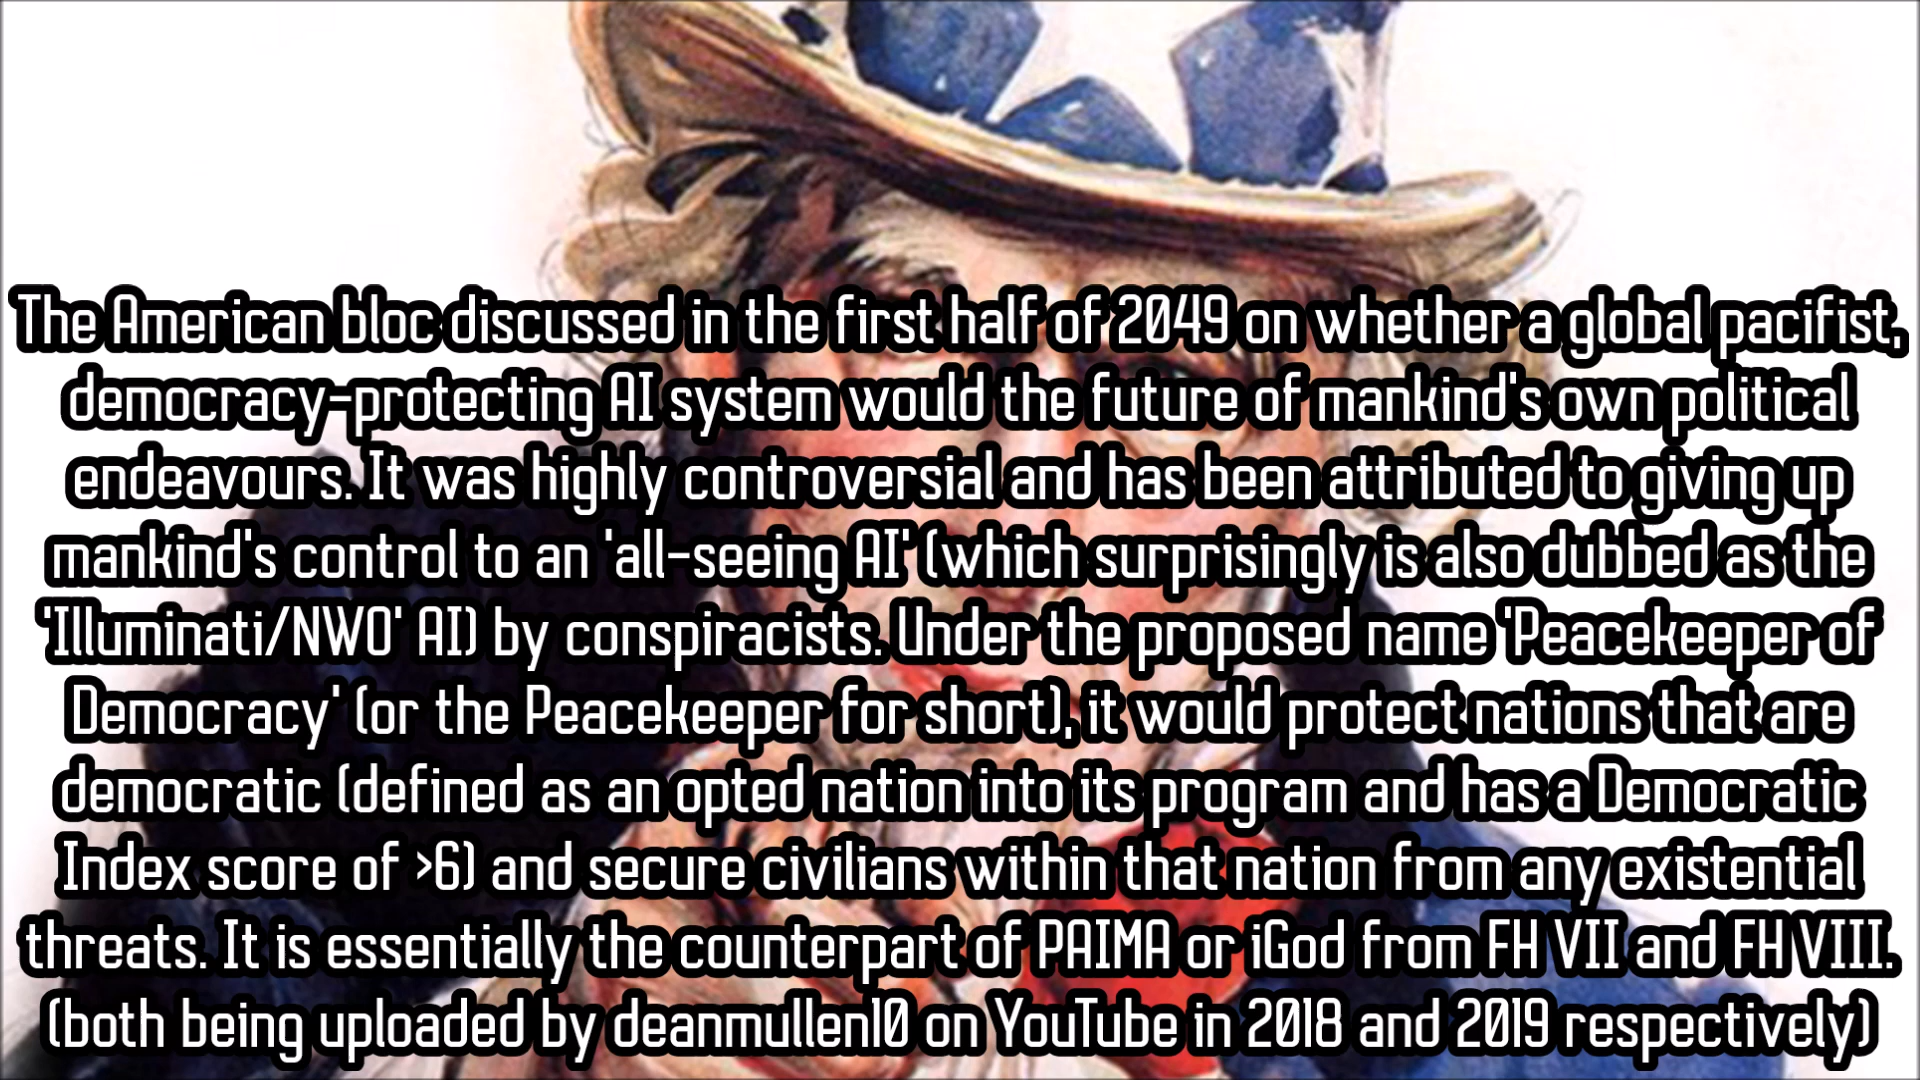 The American bloc discussed in the first half of 2049 on whether a global pacifist,
democracy-protecting AI system would the future of mankind's own political
endeavours. It was highly controversial and has been attributed to giving up
mankind's control to an 'all-seeing AI' (which surprisingly is also dubbed as the
'Illuminati/NWO' AI) by conspiracists. Under the proposed name 'Peacekeeper of
Democracy' (or the Peacekeeper for short), it would protect nations that are
democratic (defined as an opted nation into its program and has a Democratic
Index score of >6) and secure civilians within that nation from any existential
threats. It is essentially the counterpart of PAIMA or iGod from FH VII and FH VIII.
(both being uploaded by deanmullen10 on YouTube in 2018 and 2019 respectively)